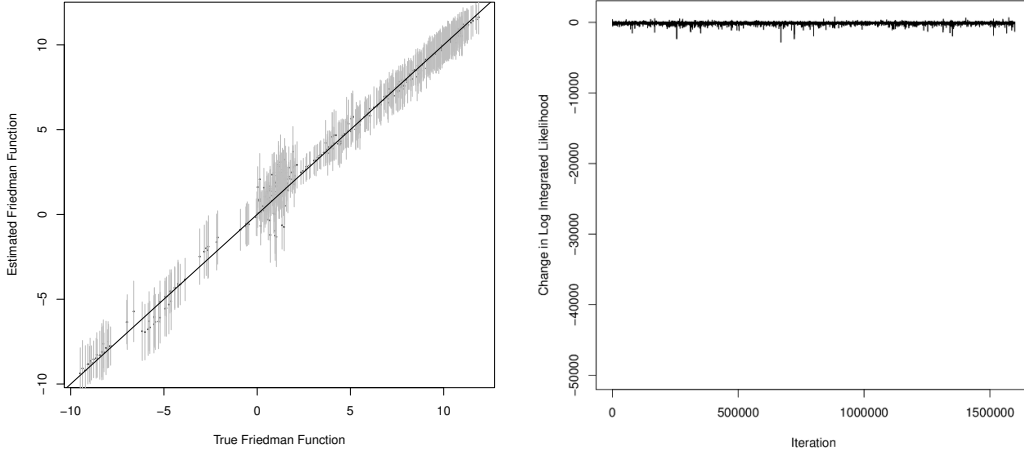 Estimated Friedman Function
10
5
0
−5
−10
−10 −5 0 5 10
True Friedman Function
Change in Log Integrated Likelihood
0
−10000
−20000
−30000
−40000
−50000
0 500000 1000000 1500000
Iteration